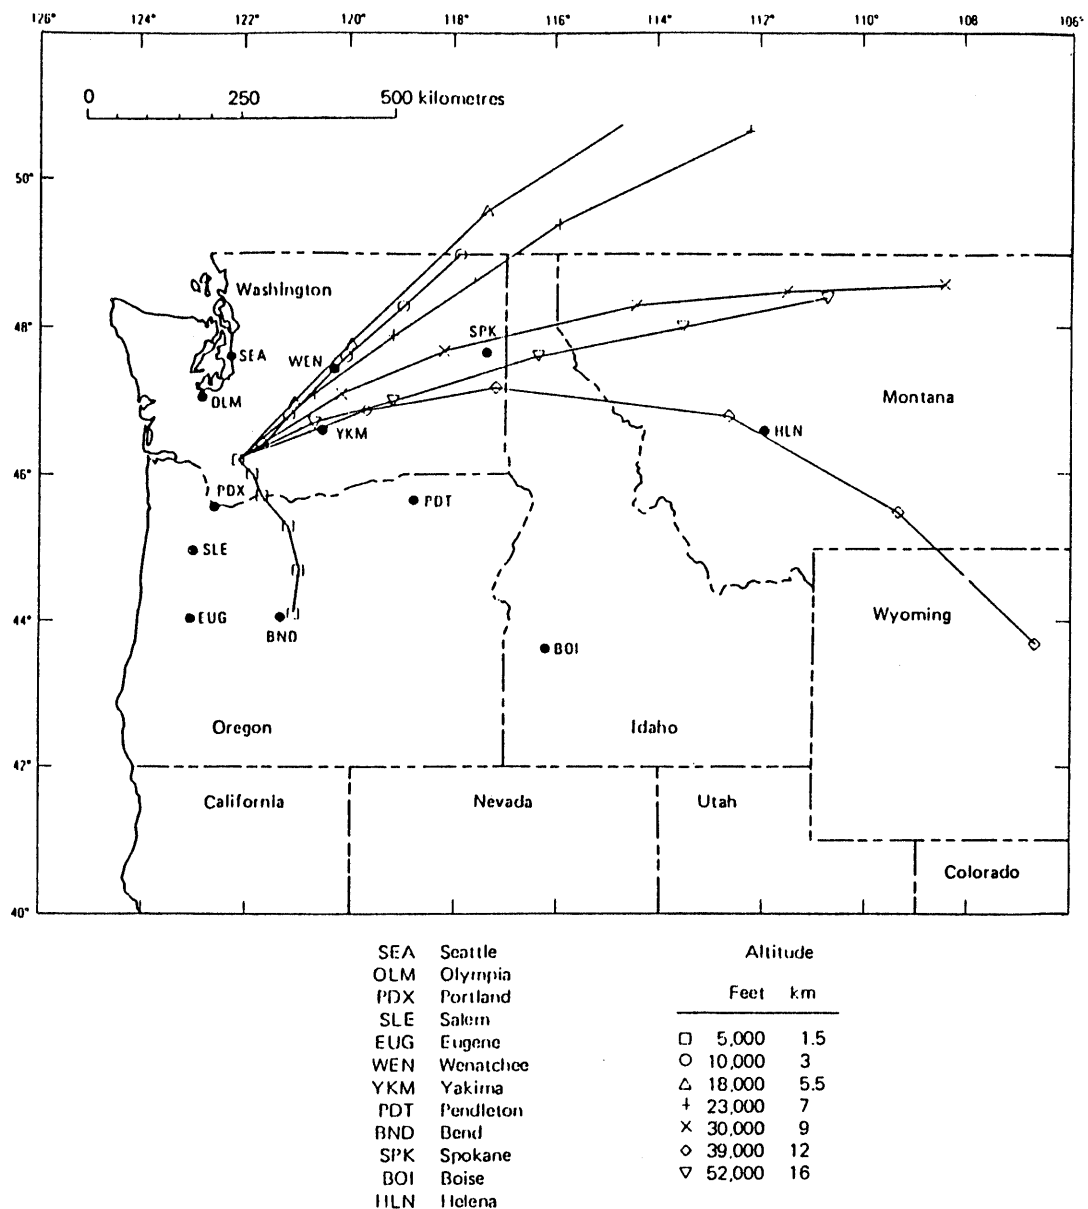 126° 124° 122° 120° 118° 116° 114° 112° 110° 108 106°
0 250 500 kilometres
50°
Washington
48°
SPK
SEA
WEN
OLM
Montana
YKM
HLN
46°
PDX
PDT
SLE
Wyoming
44°
EUG
BND
BOI
Oregon
Idaho
42°
California
Nevada
Utah
Colorado
40°
SEA Seattle
OLM Olympia
PDX Portland
SLE Salem
EUG Eugene
WEN Wenatchee
YKM Yakima
PDT Pendleton
BND Bend
SPK Spokane
BOI Boise
HLN Helena
Altitude
Feet km
5,000 1.5
10,000 3
18,000 5.5
23,000 7
30,000 9
39,000 12
52,000 16